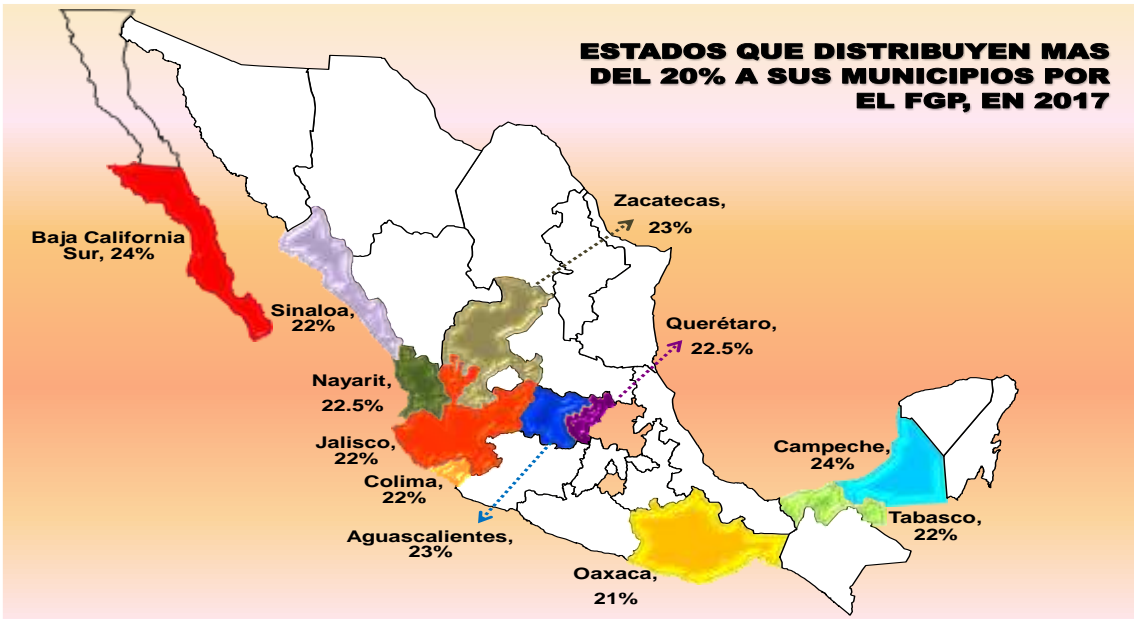 ESTADOS QUE DISTRIBUYEN MAS
DEL 20% A SUS MUNICIPIOS POR
EL FGP, EN 2017
Zacatecas,
23%
Baja California
Sur, 24%
Sinaloa,
22%
Querétaro,
22.5%
Nayarit,
22.5%
Jalisco,
22%
Campeche,
24%
Colima,
22%
Tabasco,
22%
Aguascalientes,
23%
Oaxaca,
21%